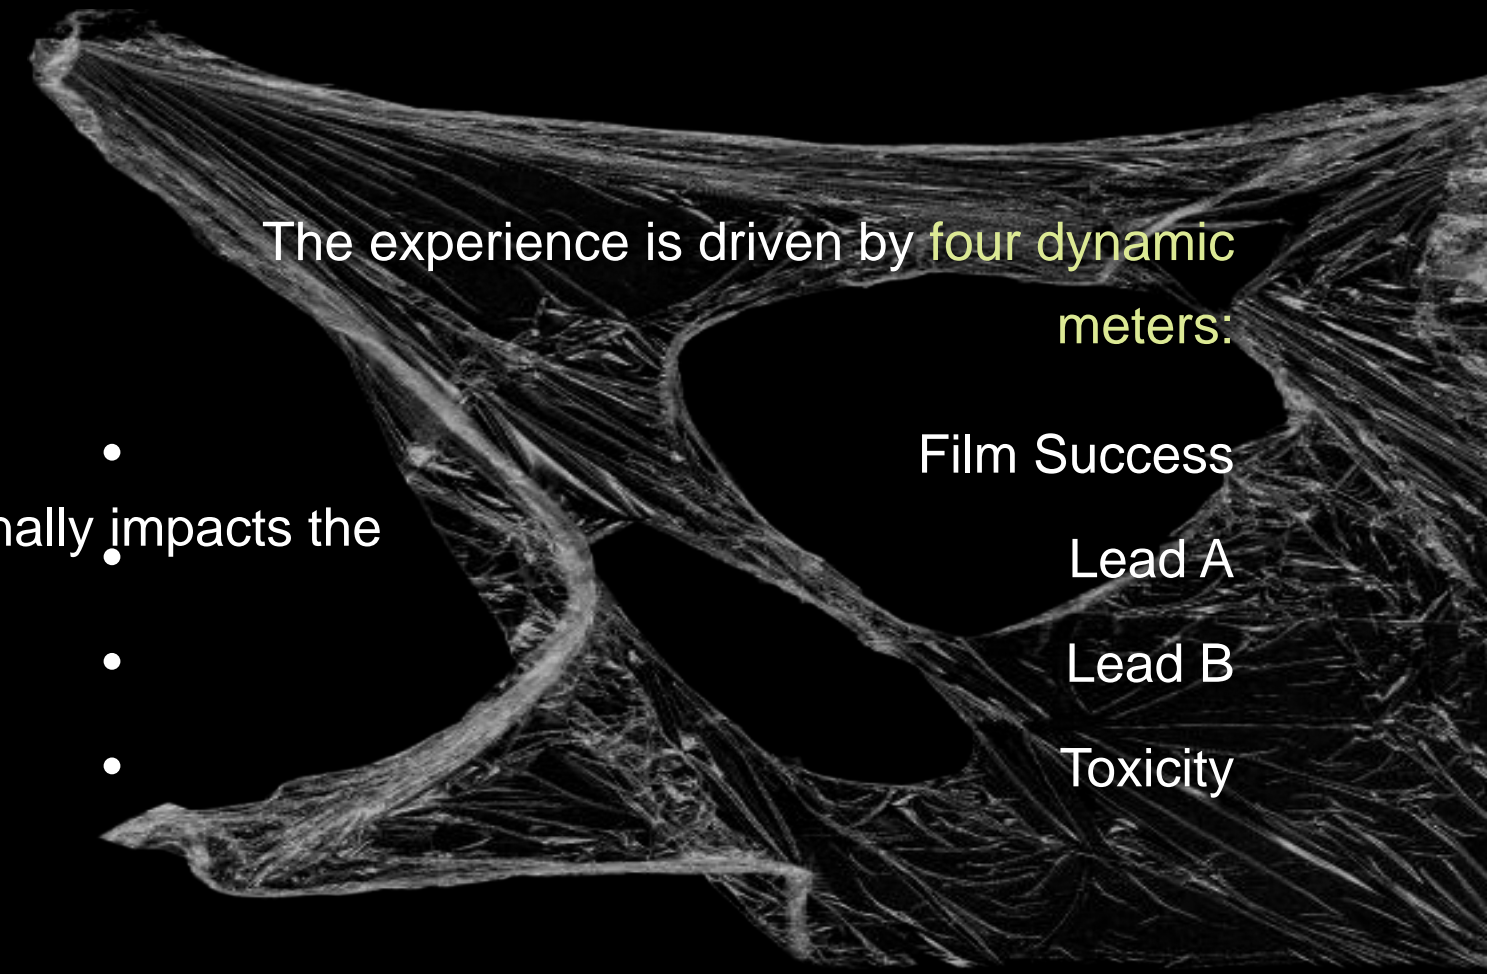 The experience is driven by four dynamic
meters:
• Film Success
nally impacts the
• Lead A
• Lead B
• Toxicity